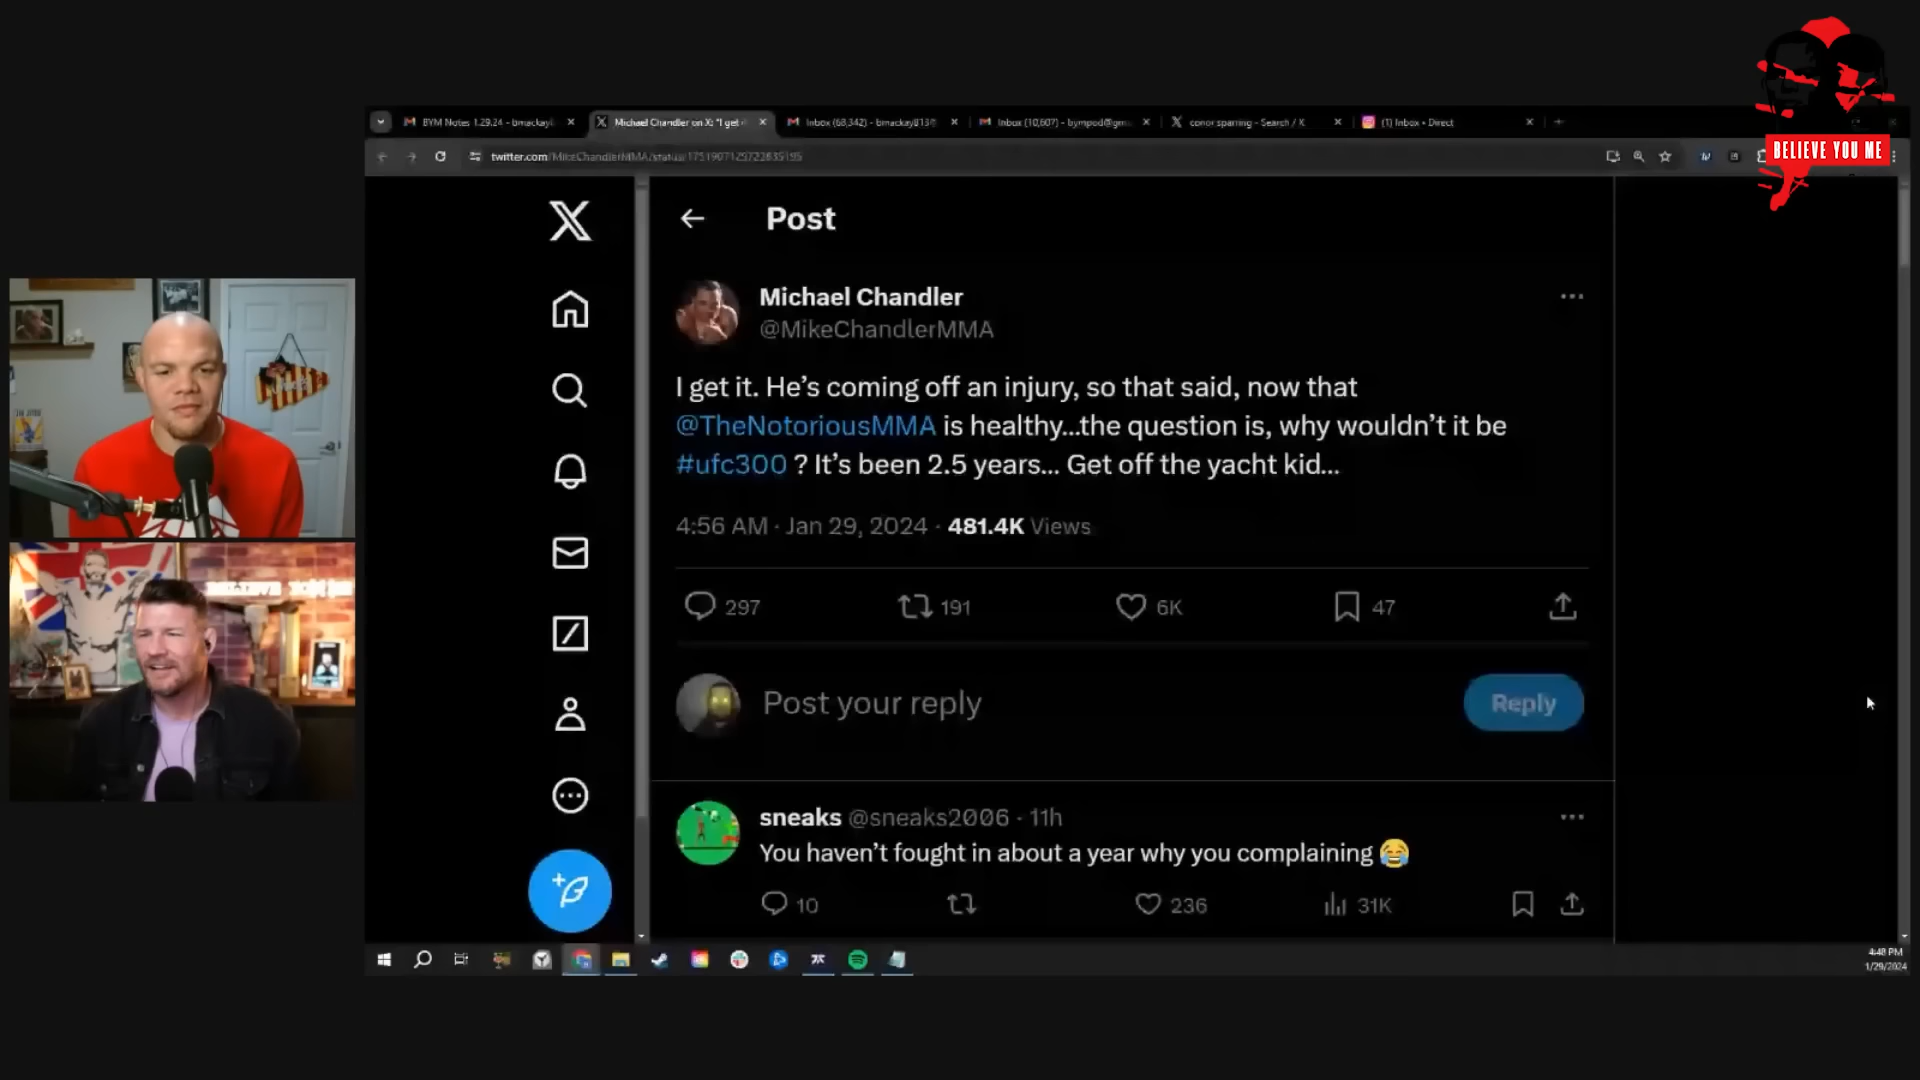 BYM Notes 1.29.24 - bmackayl
Michael Chandler on X: "I get i
Inbox (68,342) - bmackay813
Inbox (10,607) - bympod@gm
conor sparring - Search / X
(1) Inbox • Direct
BELIEVE YOU ME
twitter.com/MikeChandlerMMA/status/
Post
Michael Chandler
@MikeChandlerMMA
I get it. He's coming off an injury, so that said, now that
@TheNotoriousMMA is healthy...the question is, why wouldn't it be
#ufc300 ? It's been 2.5 years... Get off the yacht kid...
4:56 AM · Jan 29, 2024 · 481.4K Views
297 191 6K 47
Post your reply
Reply
sneaks @sneaks2006 · 11h
You haven't fought in about a year why you complaining 😂
10 236 31K
4:48 PM
1/29/2024